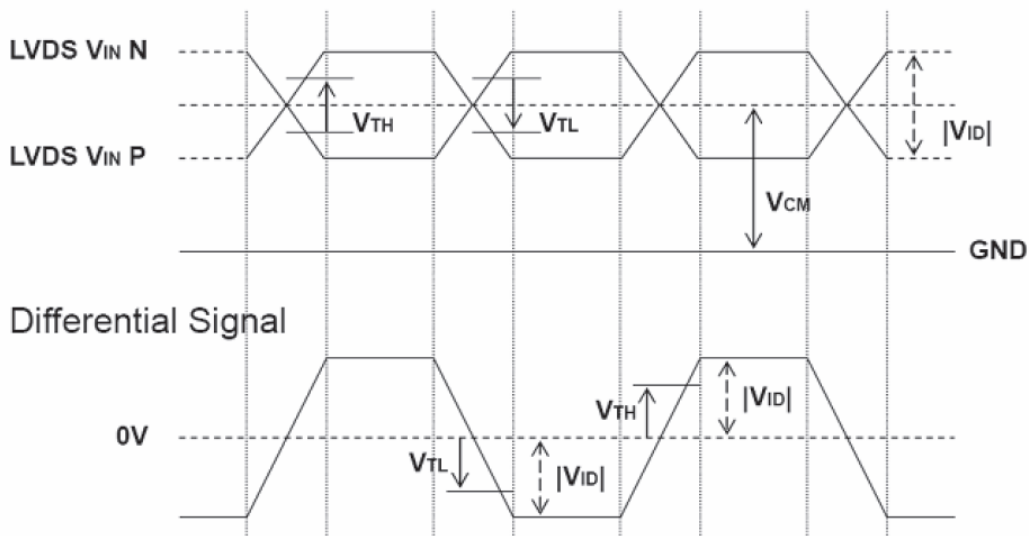 LVDS VIN N
VTH
VTL
|VID|
LVDS VIN P
VCM
GND
Differential Signal
VTH
|VID|
0V
VTL
|VID|